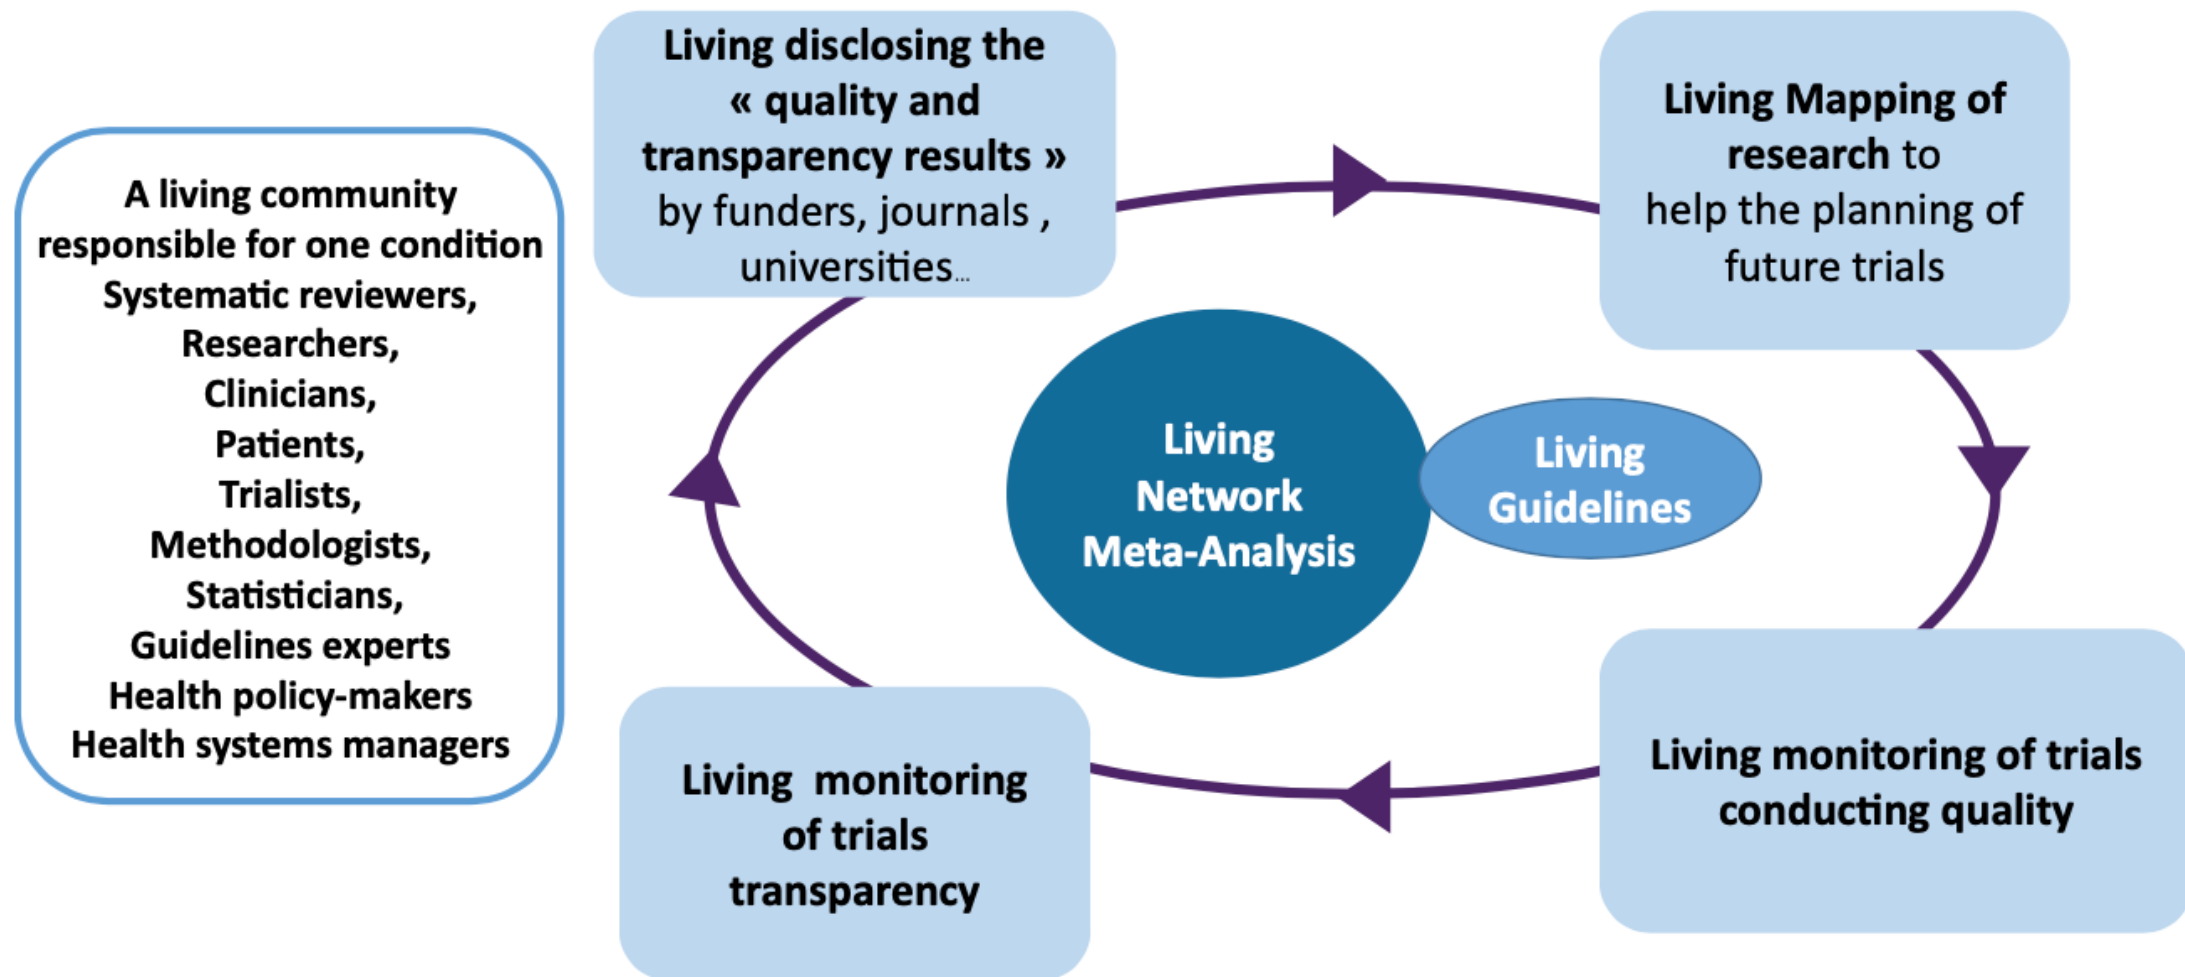 A living community
responsible for one condition
Systematic reviewers,
Researchers,
Clinicians,
Patients,
Trialists,
Methodologists,
Statisticians,
Guidelines experts
Health policy-makers
Health systems managers
Living disclosing the
« quality and
transparency results »
by funders, journals ,
universities...
Living Mapping of
research to
help the planning of
future trials
Living
Network
Meta-Analysis
Living
Guidelines
Living monitoring
of trials
transparency
Living monitoring of trials
conducting quality